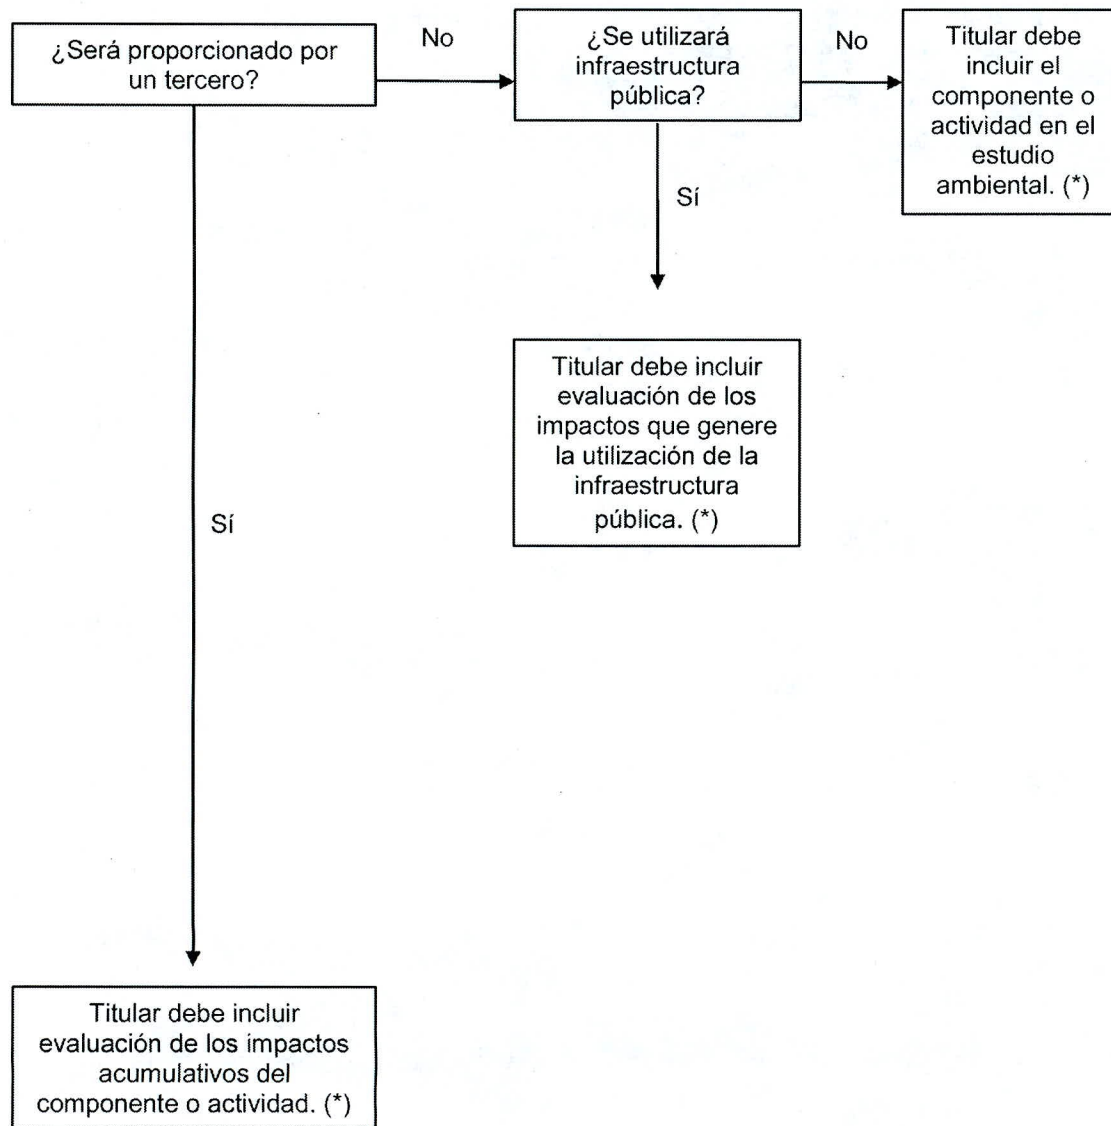 ¿Será proporcionado por
un tercero?
No
¿Se utilizará
infraestructura
pública?
No
Titular debe
incluir el
componente o
actividad en el
estudio
ambiental. (*)
Sí
Titular debe incluir
evaluación de los
impactos que genere
la utilización de la
infraestructura
pública. (*)
Sí
Titular debe incluir
evaluación de los impactos
acumulativos del
componente o actividad. (*)